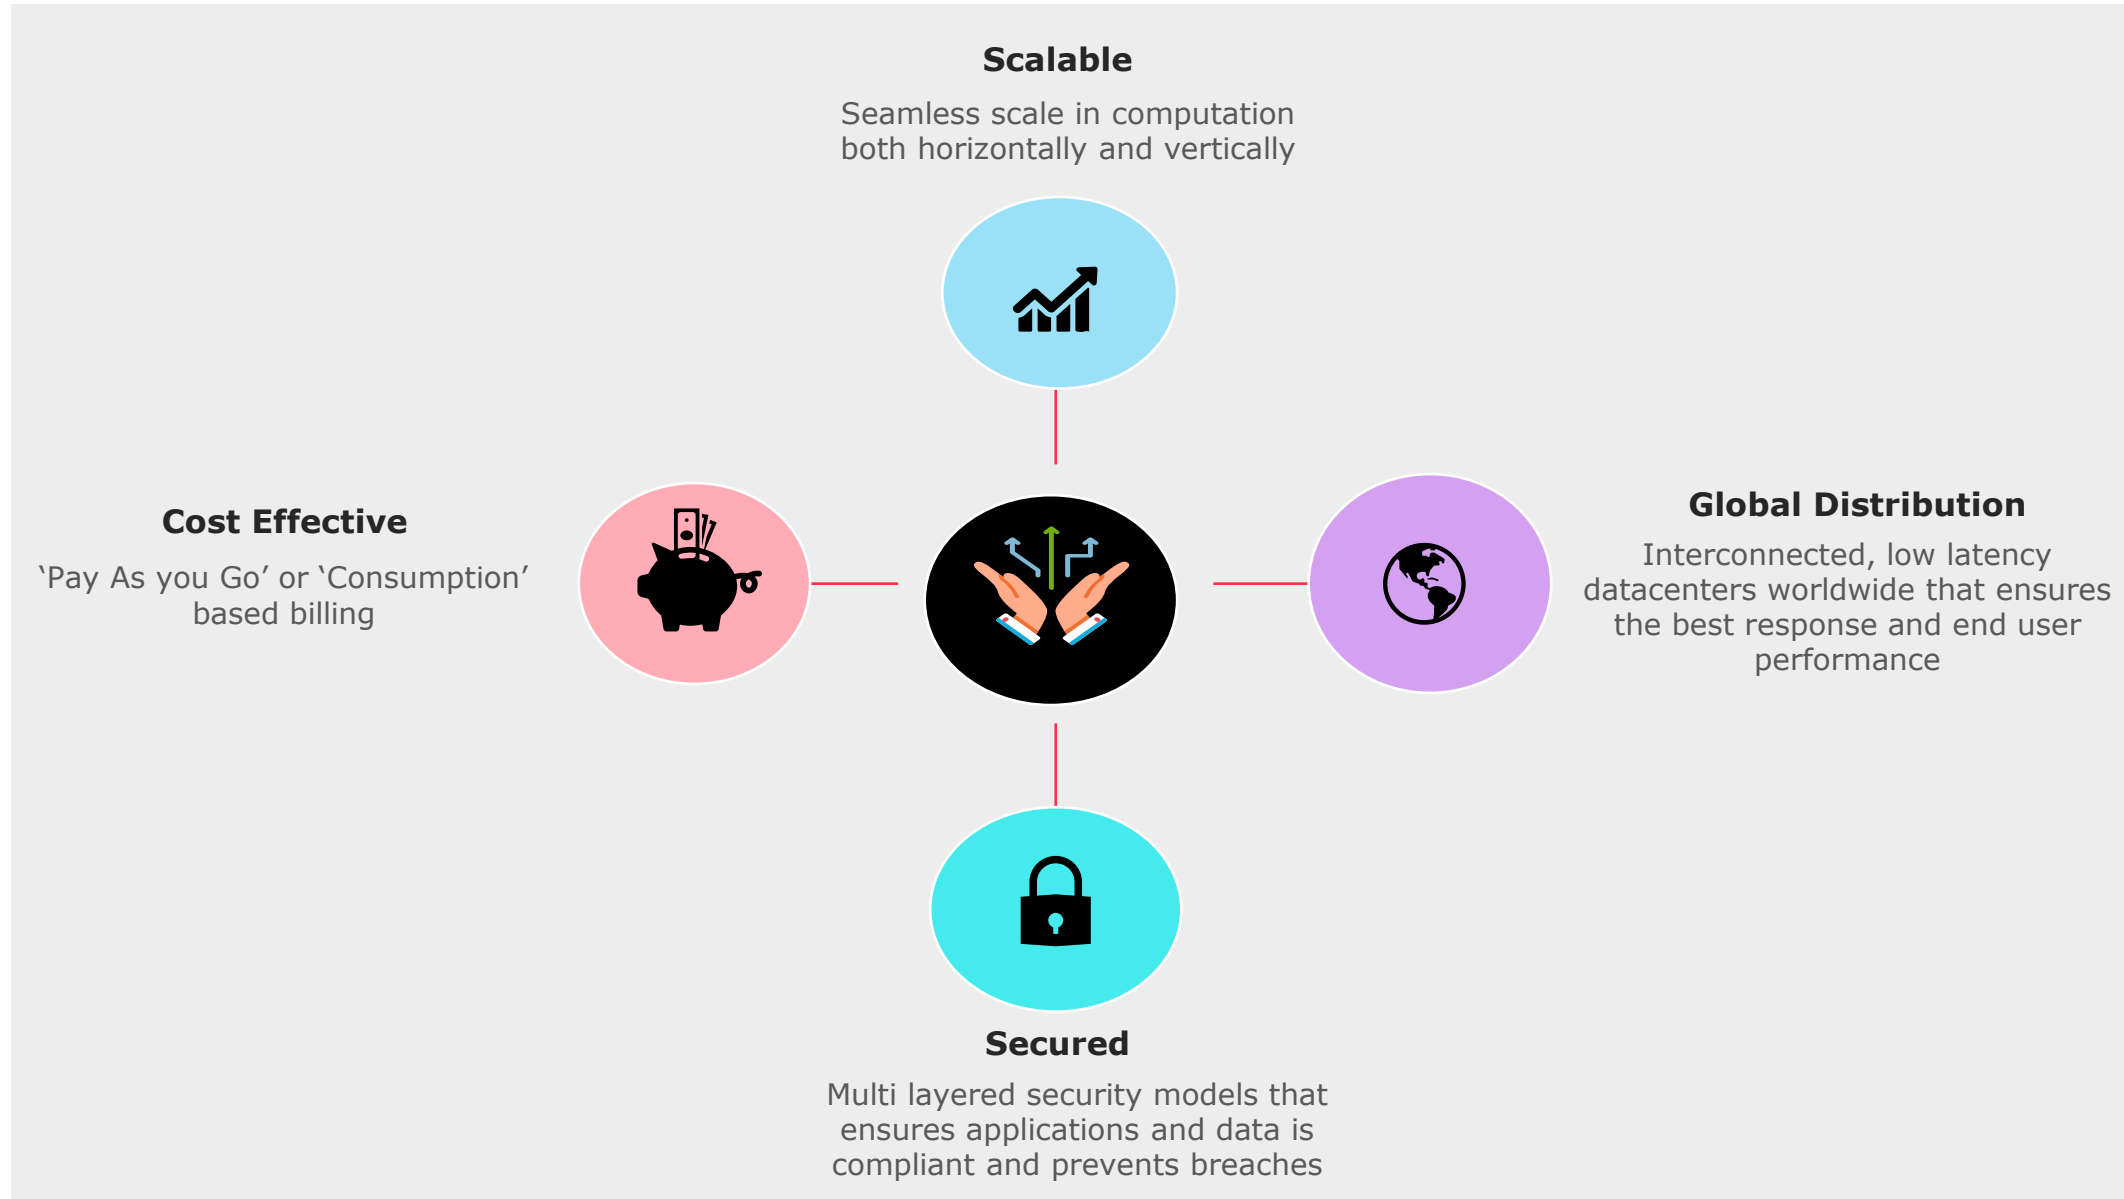 Scalable
Seamless scale in computation
both horizontally and vertically
Cost Effective
‘Pay As you Go’ or ‘Consumption’
based billing
Global Distribution
Interconnected, low latency
datacenters worldwide that ensures
the best response and end user
performance
Secured
Multi layered security models that
ensures applications and data is
compliant and prevents breaches